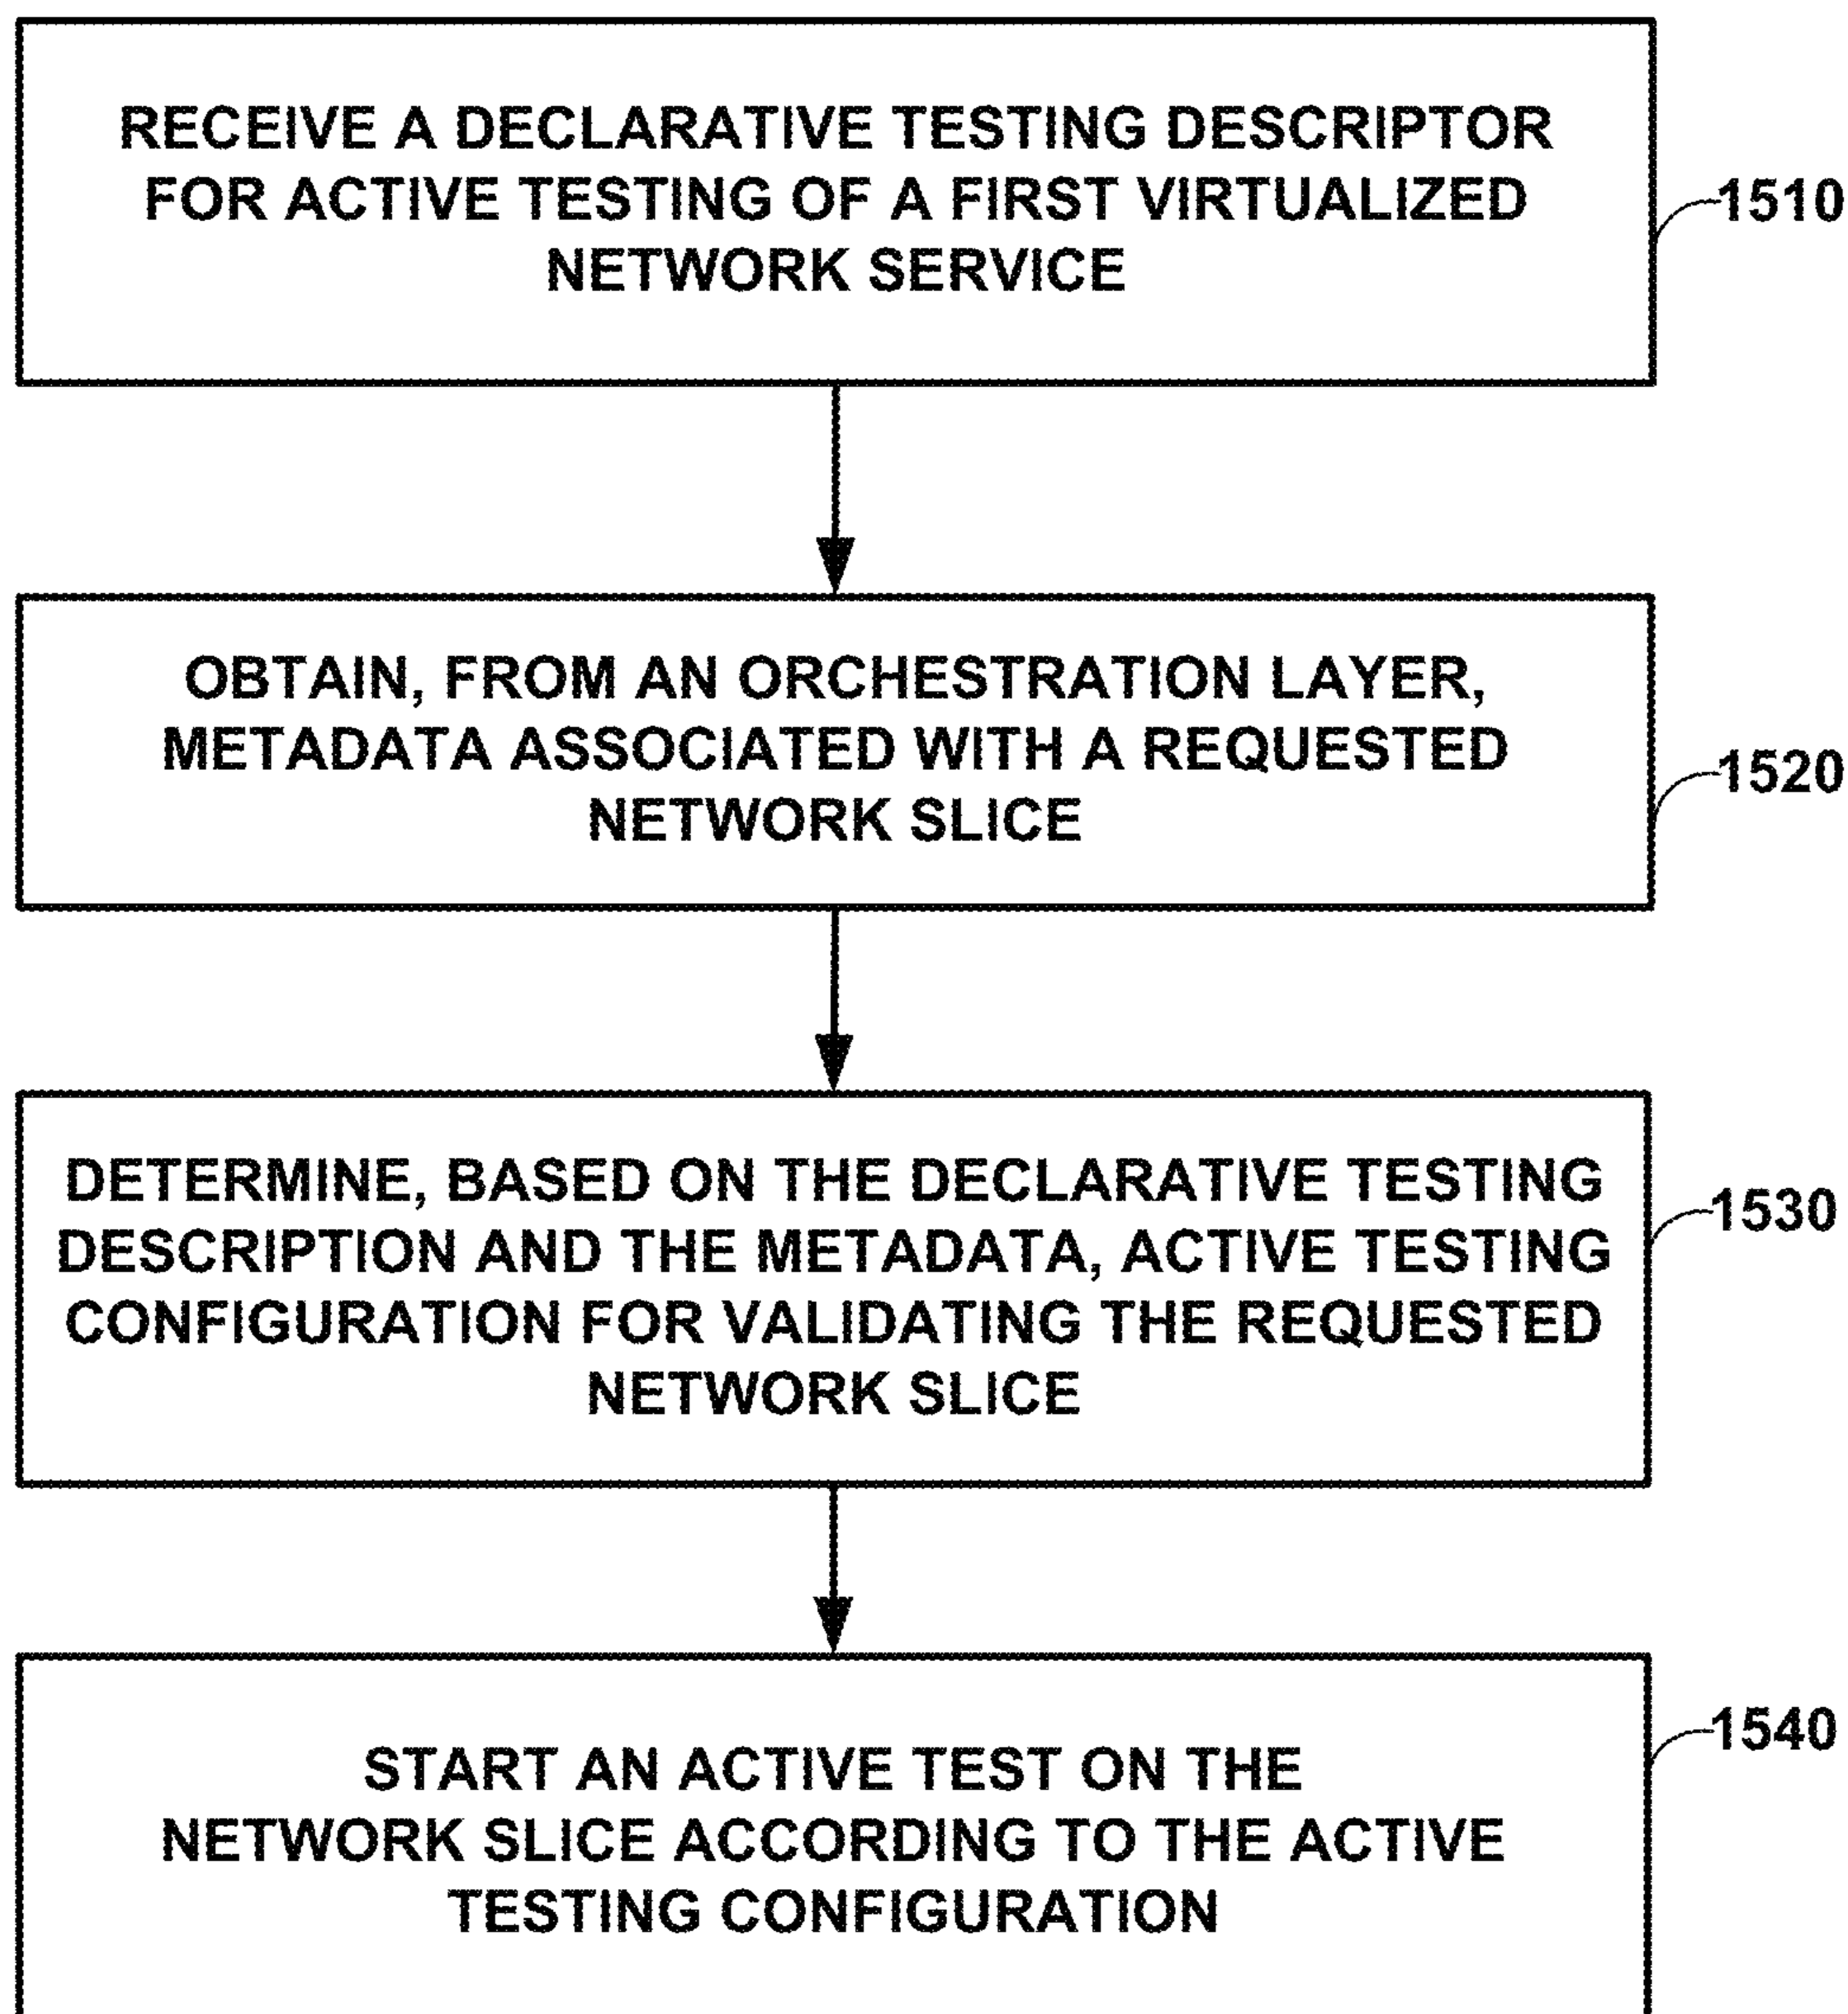 RECEIVE A DECLARATIVE TESTING DESCRIPTOR
FOR ACTIVE TESTING OF A FIRST VIRTUALIZED
NETWORK SERVICE
1510
OBTAIN, FROM AN ORCHESTRATION LAYER,
METADATA ASSOCIATED WITH A REQUESTED
NETWORK SLICE
1520
DETERMINE, BASED ON THE DECLARATIVE TESTING
DESCRIPTION AND THE METADATA, ACTIVE TESTING
CONFIGURATION FOR VALIDATING THE REQUESTED
NETWORK SLICE
1530
START AN ACTIVE TEST ON THE
NETWORK SLICE ACCORDING TO THE ACTIVE
TESTING CONFIGURATION
1540